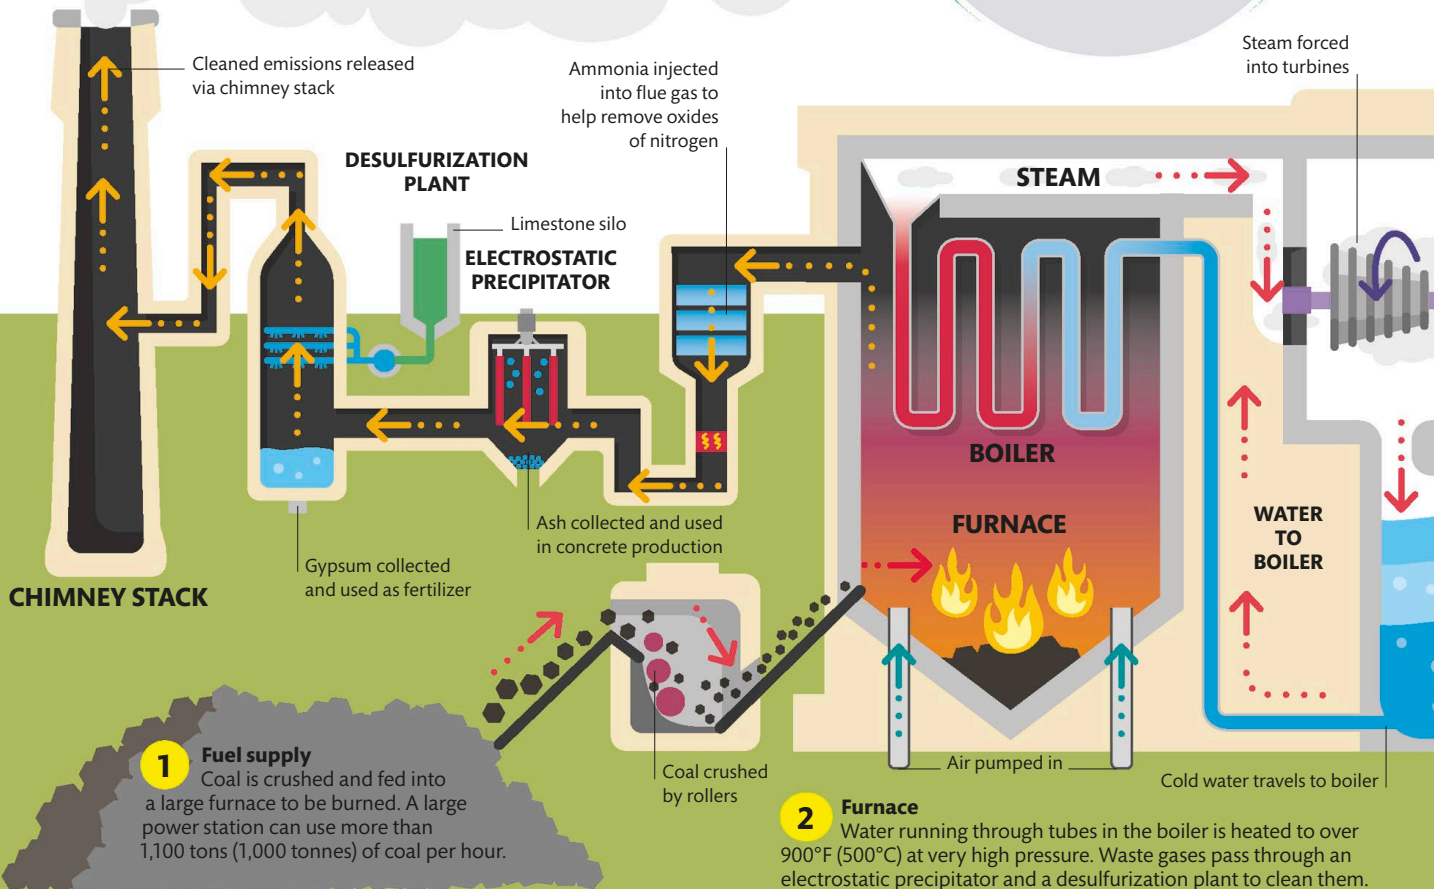 Cleaned emissions released
via chimney stack
Ammonia injected
into flue gas to
help remove oxides
of nitrogen
Steam forced
into turbines
DESULFURIZATION
PLANT
Limestone silo
ELECTROSTATIC
PRECIPITATOR
STEAM
BOILER
FURNACE
WATER
TO
BOILER
Ash collected and used
in concrete production
Gypsum collected
and used as fertilizer
CHIMNEY STACK
Coal crushed
by rollers
Air pumped in
Cold water travels to boiler
1 Fuel supply
Coal is crushed and fed into
a large furnace to be burned. A large
power station can use more than
1,100 tons (1,000 tonnes) of coal per hour.
2 Furnace
Water running through tubes in the boiler is heated to over
900°F (500°C) at very high pressure. Waste gases pass through an
electrostatic precipitator and a desulfurization plant to clean them.